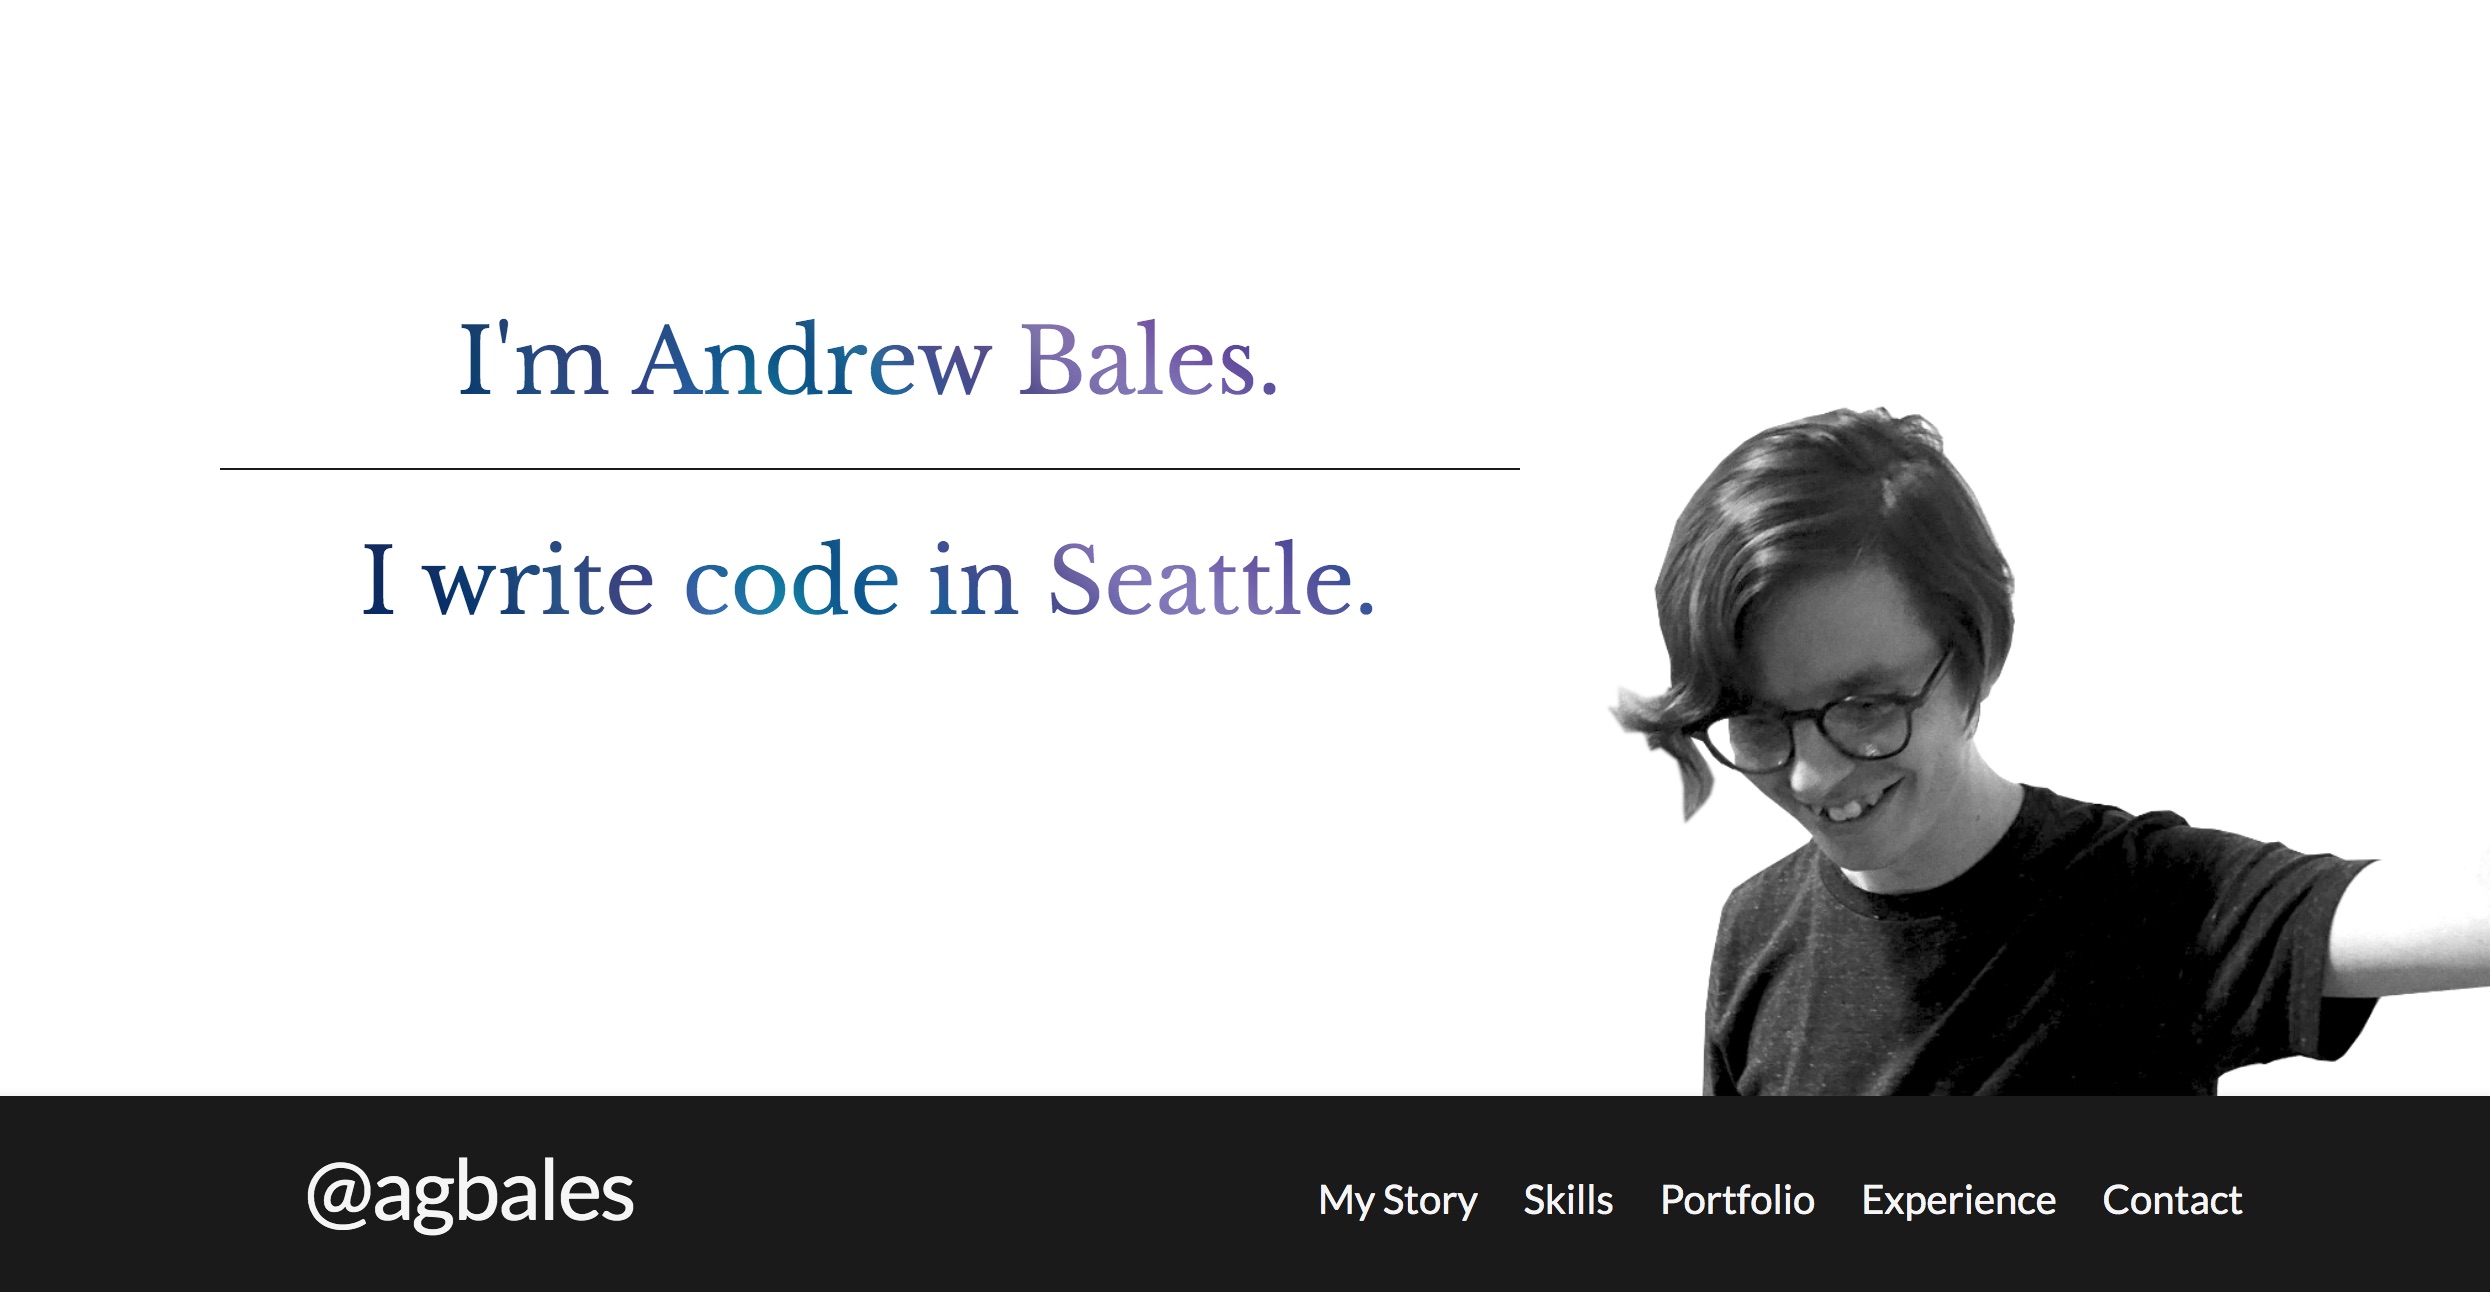 I'm Andrew Bales.
I write code in Seattle.
@agbales
My Story Skills Portfolio Experience Contact